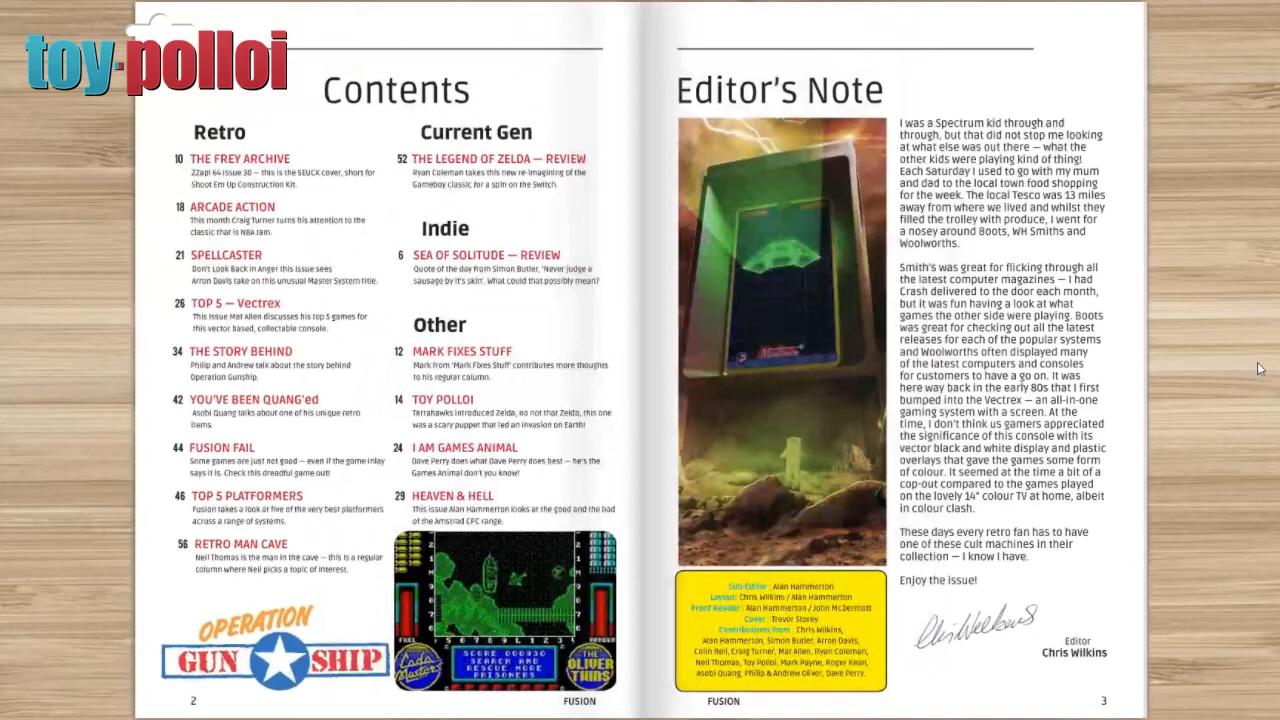 toy·polloi
Contents
Retro
10 THE FREY ARCHIVE
ZZap! 64 Issue 30 — this is the SEUCK cover, short for
Shoot Em Up Construction Kit.
18 ARCADE ACTION
This month Craig Turner turns his attention to the
classic that is NBA Jam.
21 SPELLCASTER
Don't Look Back in Anger this issue sees
Arron Davis take on this unusual Master System title.
26 TOP 5 — Vectrex
This Issue Mat Allen discusses his top 5 games for
this vector based, collectable console.
34 THE STORY BEHIND
Philip and Andrew talk about the story behind
Operation Gunship.
42 YOU'VE BEEN QUANG'ed
Asobi Quang talks about one of his unique retro
items.
44 FUSION FAIL
Some games are just not good — even if the game inlay
says it is. Check this dreadful game out!
46 TOP 5 PLATFORMERS
Fusion takes a look at five of the very best platformers
across a range of systems.
56 RETRO MAN CAVE
Neil Thomas is the man in the cave — this is a regular
column where Neil picks a topic of interest.
OPERATION
GUN SHIP
2
Current Gen
52 THE LEGEND OF ZELDA — REVIEW
Ryan Coleman takes this new re-imagining of the
Gameboy classic for a spin on the Switch.
Indie
6 SEA OF SOLITUDE — REVIEW
Quote of the day from Simon Butler, 'Never judge a
sausage by it's skin'. What could that possibly mean?
Other
12 MARK FIXES STUFF
Mark from 'Mark Fixes Stuff' contributes more thoughts
to his regular column.
14 TOY POLLOI
Terrahawks introduced Zelda, no not that Zelda, this one
was a scary puppet that led an invasion on Earth!
24 I AM GAMES ANIMAL
Dave Perry does what Dave Perry does best — he's the
Games Animal don't you know!
29 HEAVEN & HELL
This issue Alan Hammerton looks at the good and the bad
of the Amstrad CPC range.
FUEL
SCORE 000930
SEARCH AND
RESCUE MORE
PRISONERS
Code
Masters
THE
OLIVER
TWINS
FUSION
Editor's Note
Sub-Editor : Alan Hammerton
Layout: Chris Wilkins / Alan Hammerton
Proof Reader : Alan Hammerton / John McDermott
Cover : Trevor Storey
Contributions from : Chris Wilkins,
Alan Hammerton, Simon Butler, Arron Davis,
Colin Bell, Craig Turner, Mat Allen, Ryan Coleman,
Neil Thomas, Toy Polloi, Mark Payne, Roger Kean,
Asobi Quang, Philip & Andrew Oliver, Dave Perry.
FUSION
I was a Spectrum kid through and
through, but that did not stop me looking
at what else was out there — what the
other kids were playing kind of thing!
Each Saturday I used to go with my mum
and dad to the local town food shopping
for the week. The local Tesco was 13 miles
away from where we lived and whilst they
filled the trolley with produce, I went for
a nosey around Boots, WH Smiths and
Woolworths.
Smith's was great for flicking through all
the latest computer magazines — I had
Crash delivered to the door each month,
but it was fun having a look at what
games the other side were playing. Boots
was great for checking out all the latest
releases for each of the popular systems
and Woolworths often displayed many
of the latest computers and consoles
for customers to have a go on. It was
here way back in the early 80s that I first
bumped into the Vectrex — an all-in-one
gaming system with a screen. At the
time, I don't think us gamers appreciated
the significance of this console with its
vector black and white display and plastic
overlays that gave the games some form
of colour. It seemed at the time a bit of a
cop-out compared to the games played
on the lovely 14" colour TV at home, albeit
in colour clash.
These days every retro fan has to have
one of these cult machines in their
collection — I know I have.
Enjoy the issue!
Chris Wilkins
Editor
Chris Wilkins
3